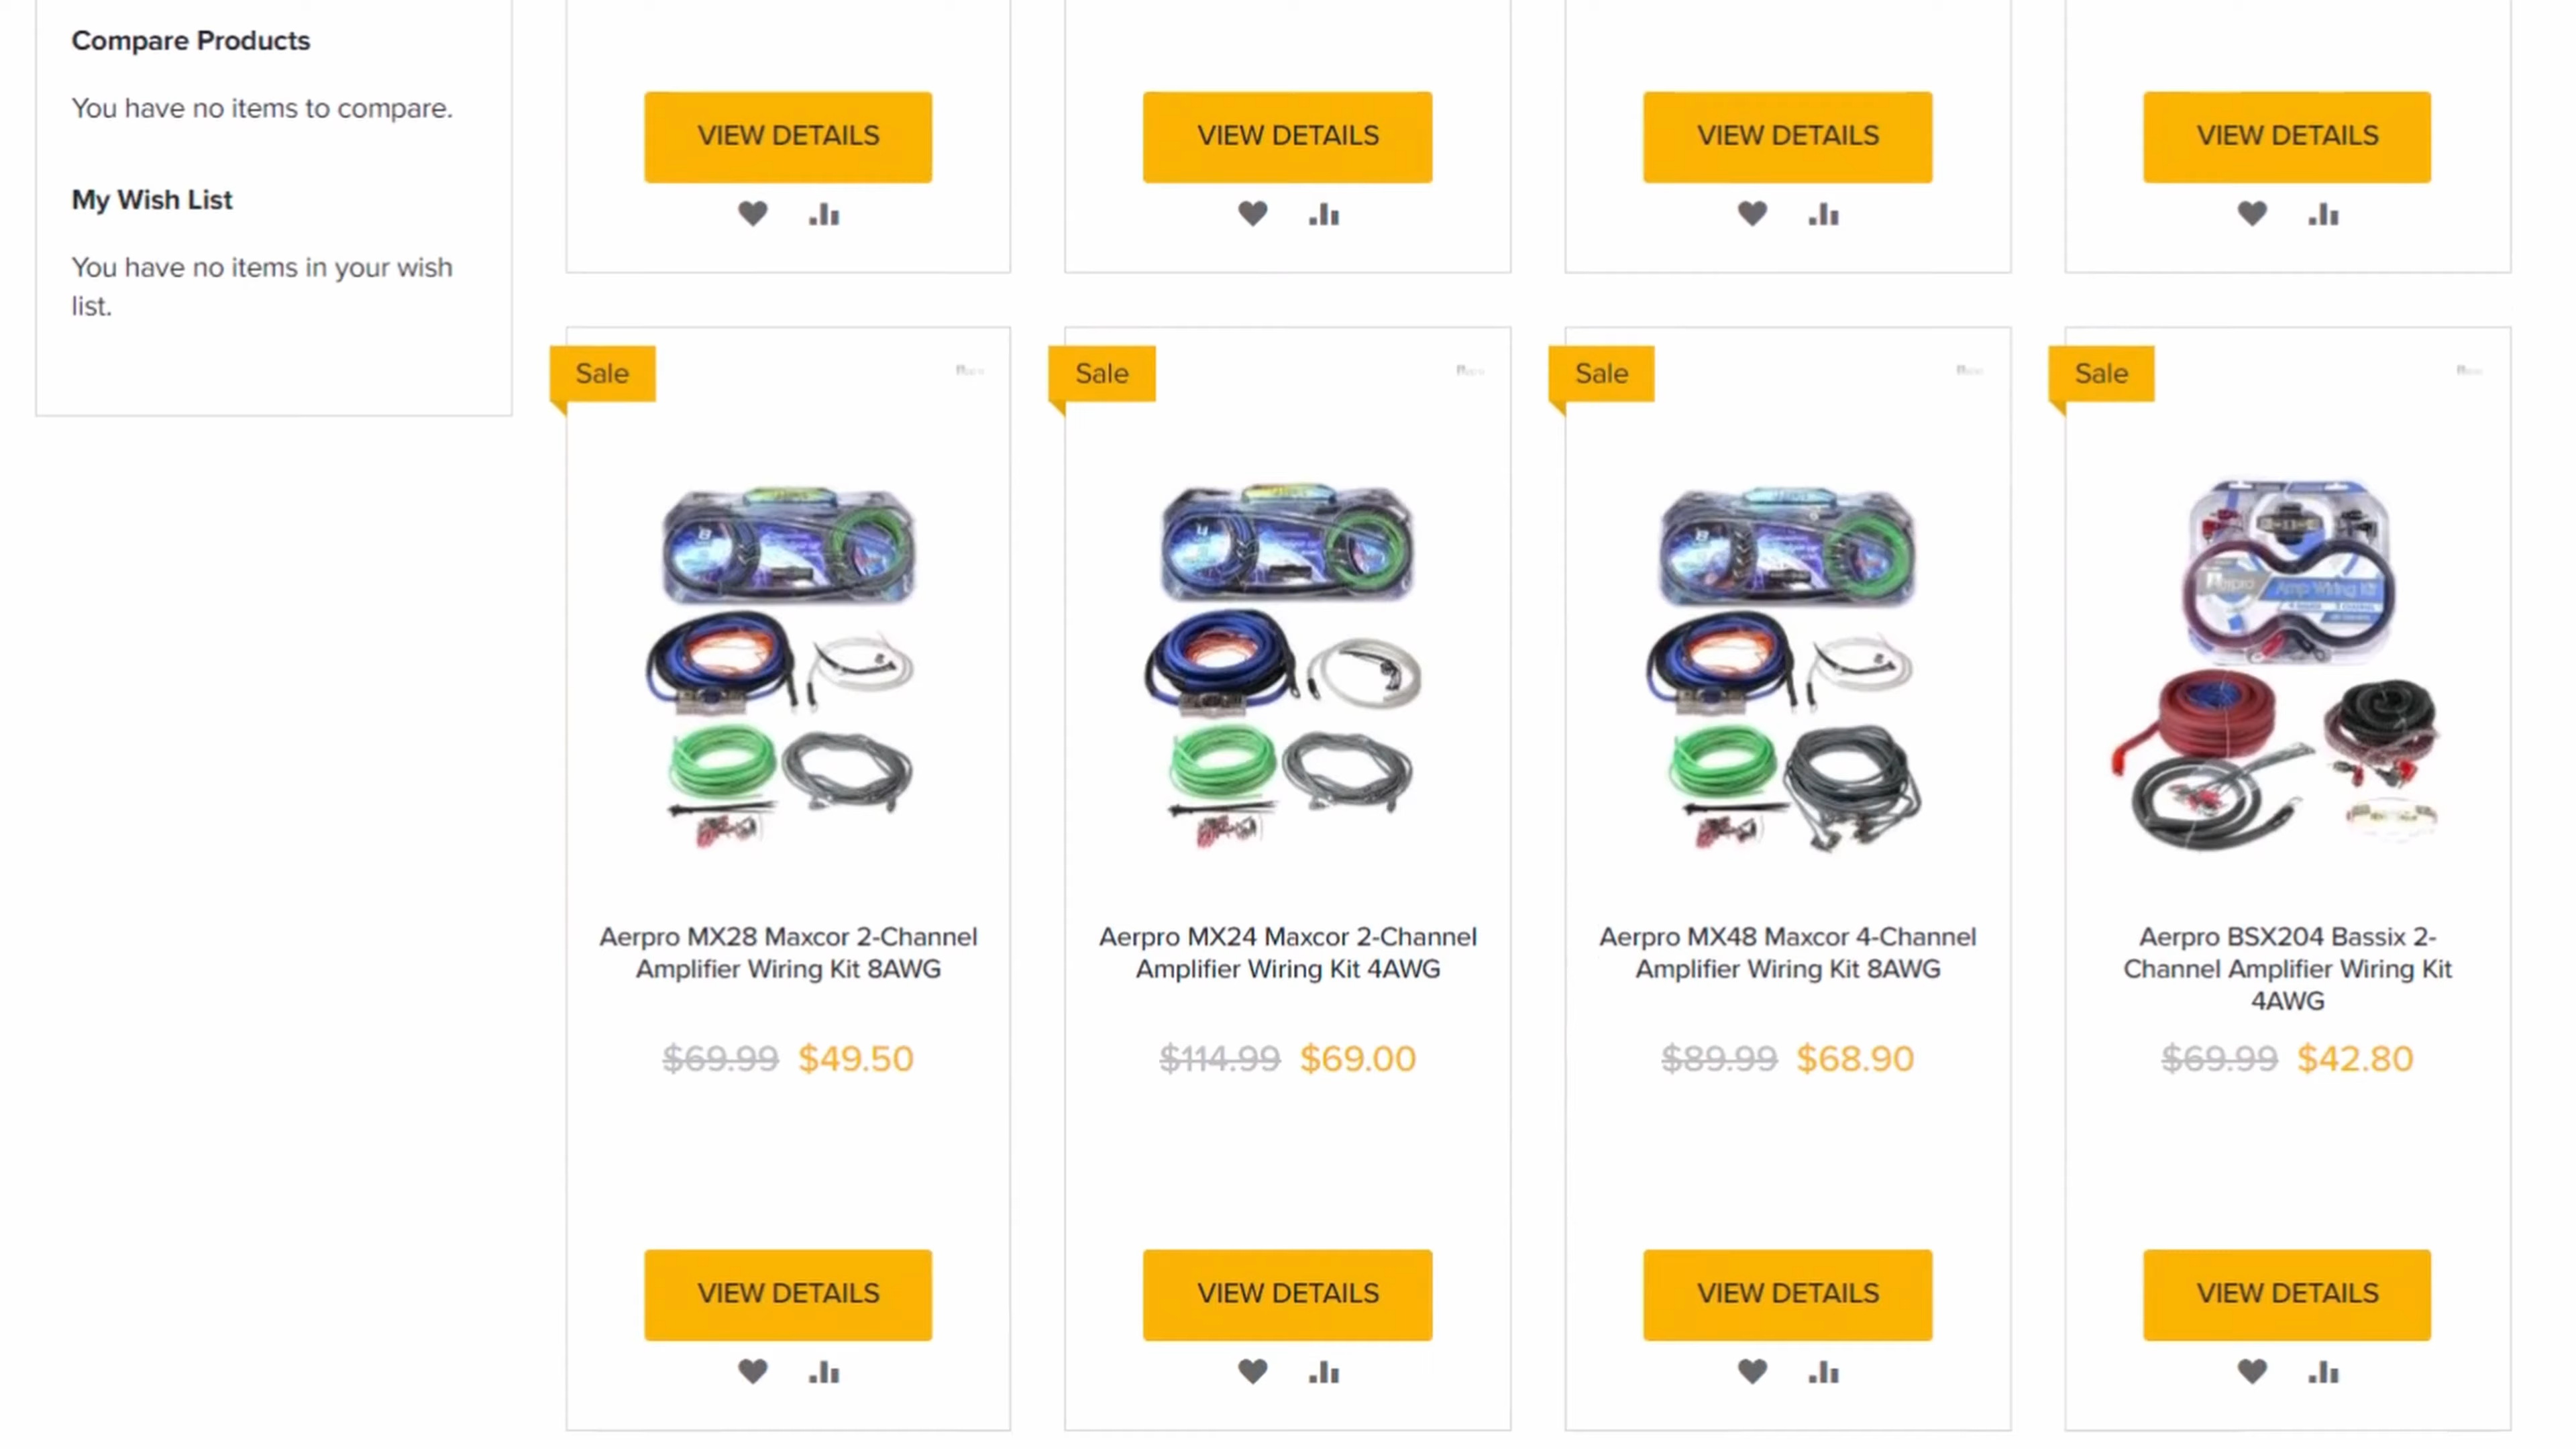 Compare Products
You have no items to compare.
My Wish List
You have no items in your wish
list.
VIEW DETAILS
VIEW DETAILS
VIEW DETAILS
VIEW DETAILS
Sale
Sale
Sale
Sale
Aerpro
Amp Wiring Kit
Aerpro MX28 Maxcor 2-Channel
Amplifier Wiring Kit 8AWG
$69.99 $49.50
VIEW DETAILS
Aerpro MX24 Maxcor 2-Channel
Amplifier Wiring Kit 4AWG
$114.99 $69.00
VIEW DETAILS
Aerpro MX48 Maxcor 4-Channel
Amplifier Wiring Kit 8AWG
$89.99 $68.90
VIEW DETAILS
Aerpro BSX204 Bassix 2-
Channel Amplifier Wiring Kit
4AWG
$69.99 $42.80
VIEW DETAILS